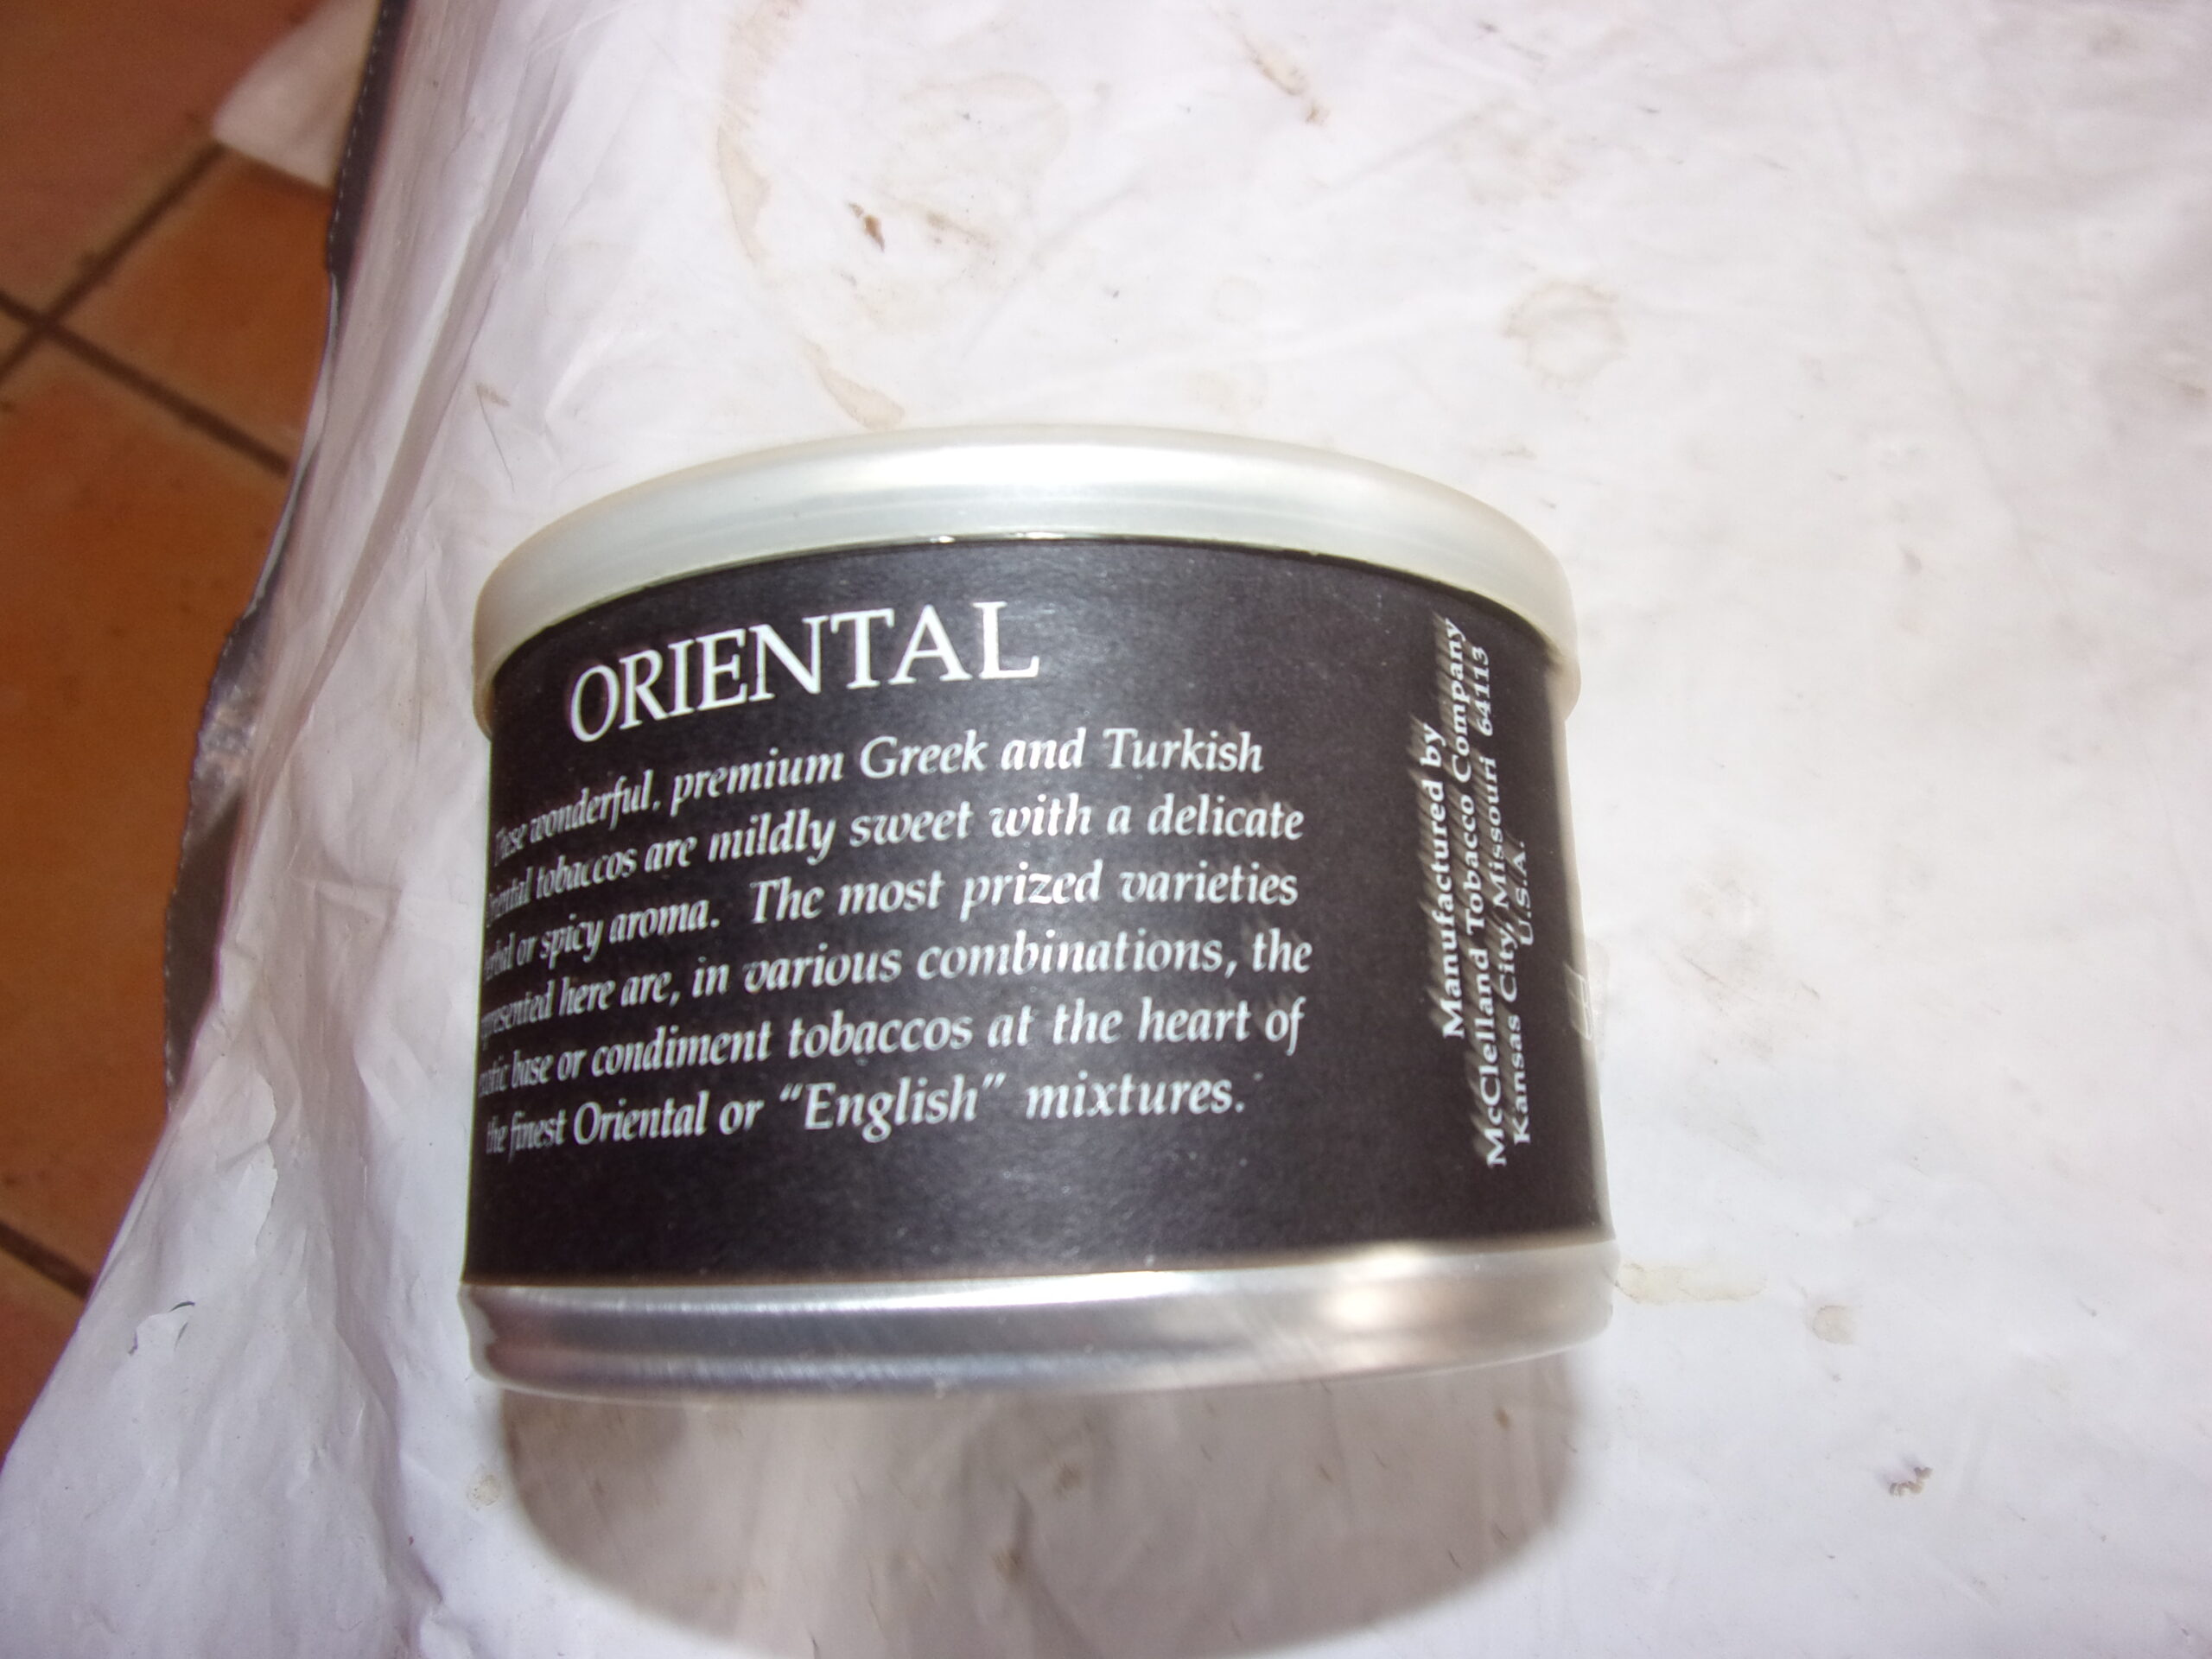 ORIENTAL
These wonderful, premium Greek and Turkish
Oriental tobaccos are mildly sweet with a delicate
herbal or spicy aroma. The most prized varieties
represented here are, in various combinations, the
exotic base or condiment tobaccos at the heart of
the finest Oriental or “English” mixtures.
Manufactured by
McClelland Tobacco Company
Kansas City, Missouri 64113
U.S.A.